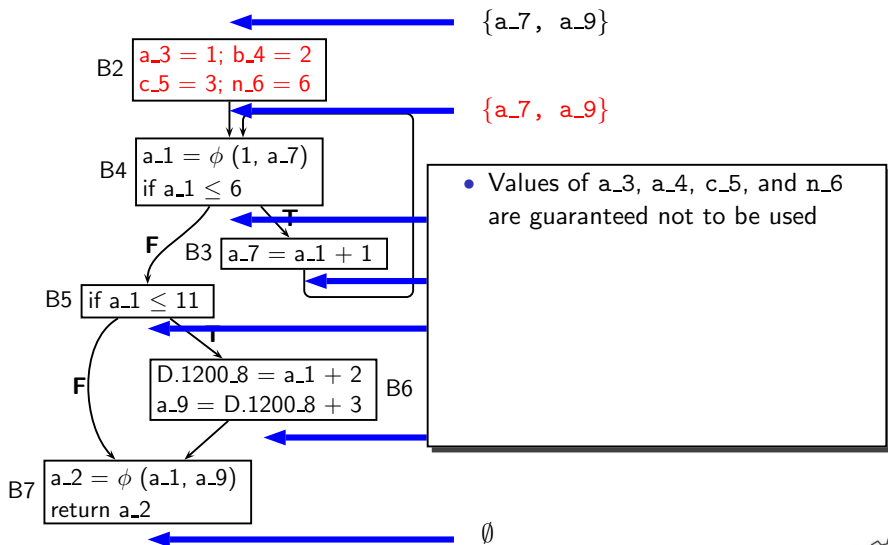 {a_7, a_9}
B2
a_3 = 1; b_4 = 2
c_5 = 3; n_6 = 6
{a_7, a_9}
B4
a_1 = ϕ (1, a_7)
if a_1 ≤ 6
• Values of a_3, a_4, c_5, and n_6
are guaranteed not to be used
T
F
B3
a_7 = a_1 + 1
B5
if a_1 ≤ 11
T
F
D.1200_8 = a_1 + 2
a_9 = D.1200_8 + 3
B6
B7
a_2 = ϕ (a_1, a_9)
return a_2
∅